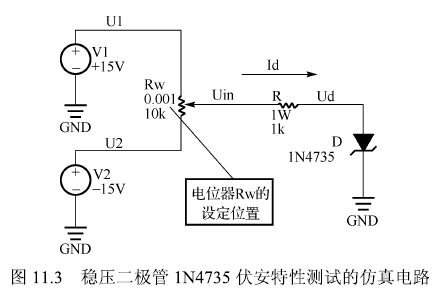 U1
V1
+15V
GND
Rw
0.001
10k
Id
Uin
R
1W
1k
Ud
D
1N4735
GND
U2
V2
−15V
GND
电位器Rw的
设定位置
图 11.3 稳压二极管 1N4735 伏安特性测试的仿真电路